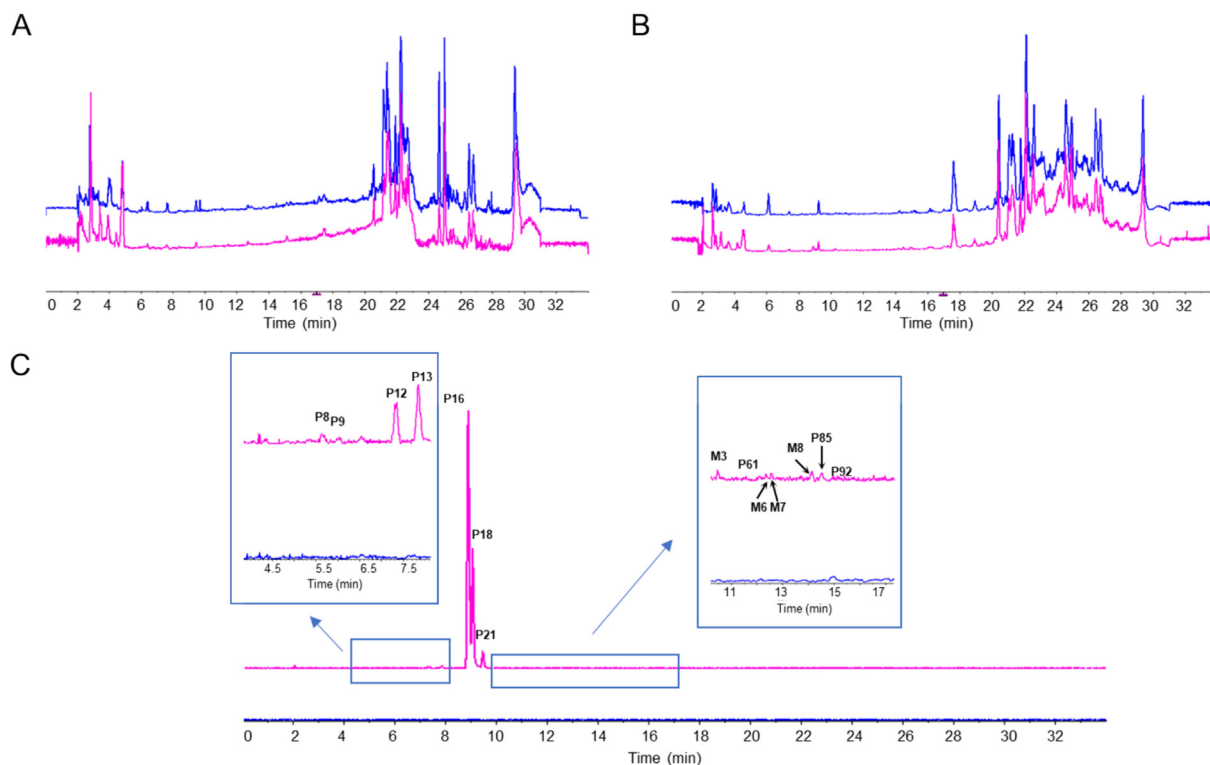 A
B
0 2 4 6 8 10 12 14 16 18 20 22 24 26 28 30 32
Time (min)
0 2 4 6 8 10 12 14 16 18 20 22 24 26 28 30 32
Time (min)
C
P8 P9 P12 P13
4.5 5.5 6.5 7.5
Time (min)
P16
P18
P21
M3 P61 M8 P85 P92
M6 M7
11 13 15 17
Time (min)
0 2 4 6 8 10 12 14 16 18 20 22 24 26 28 30 32
Time (min)